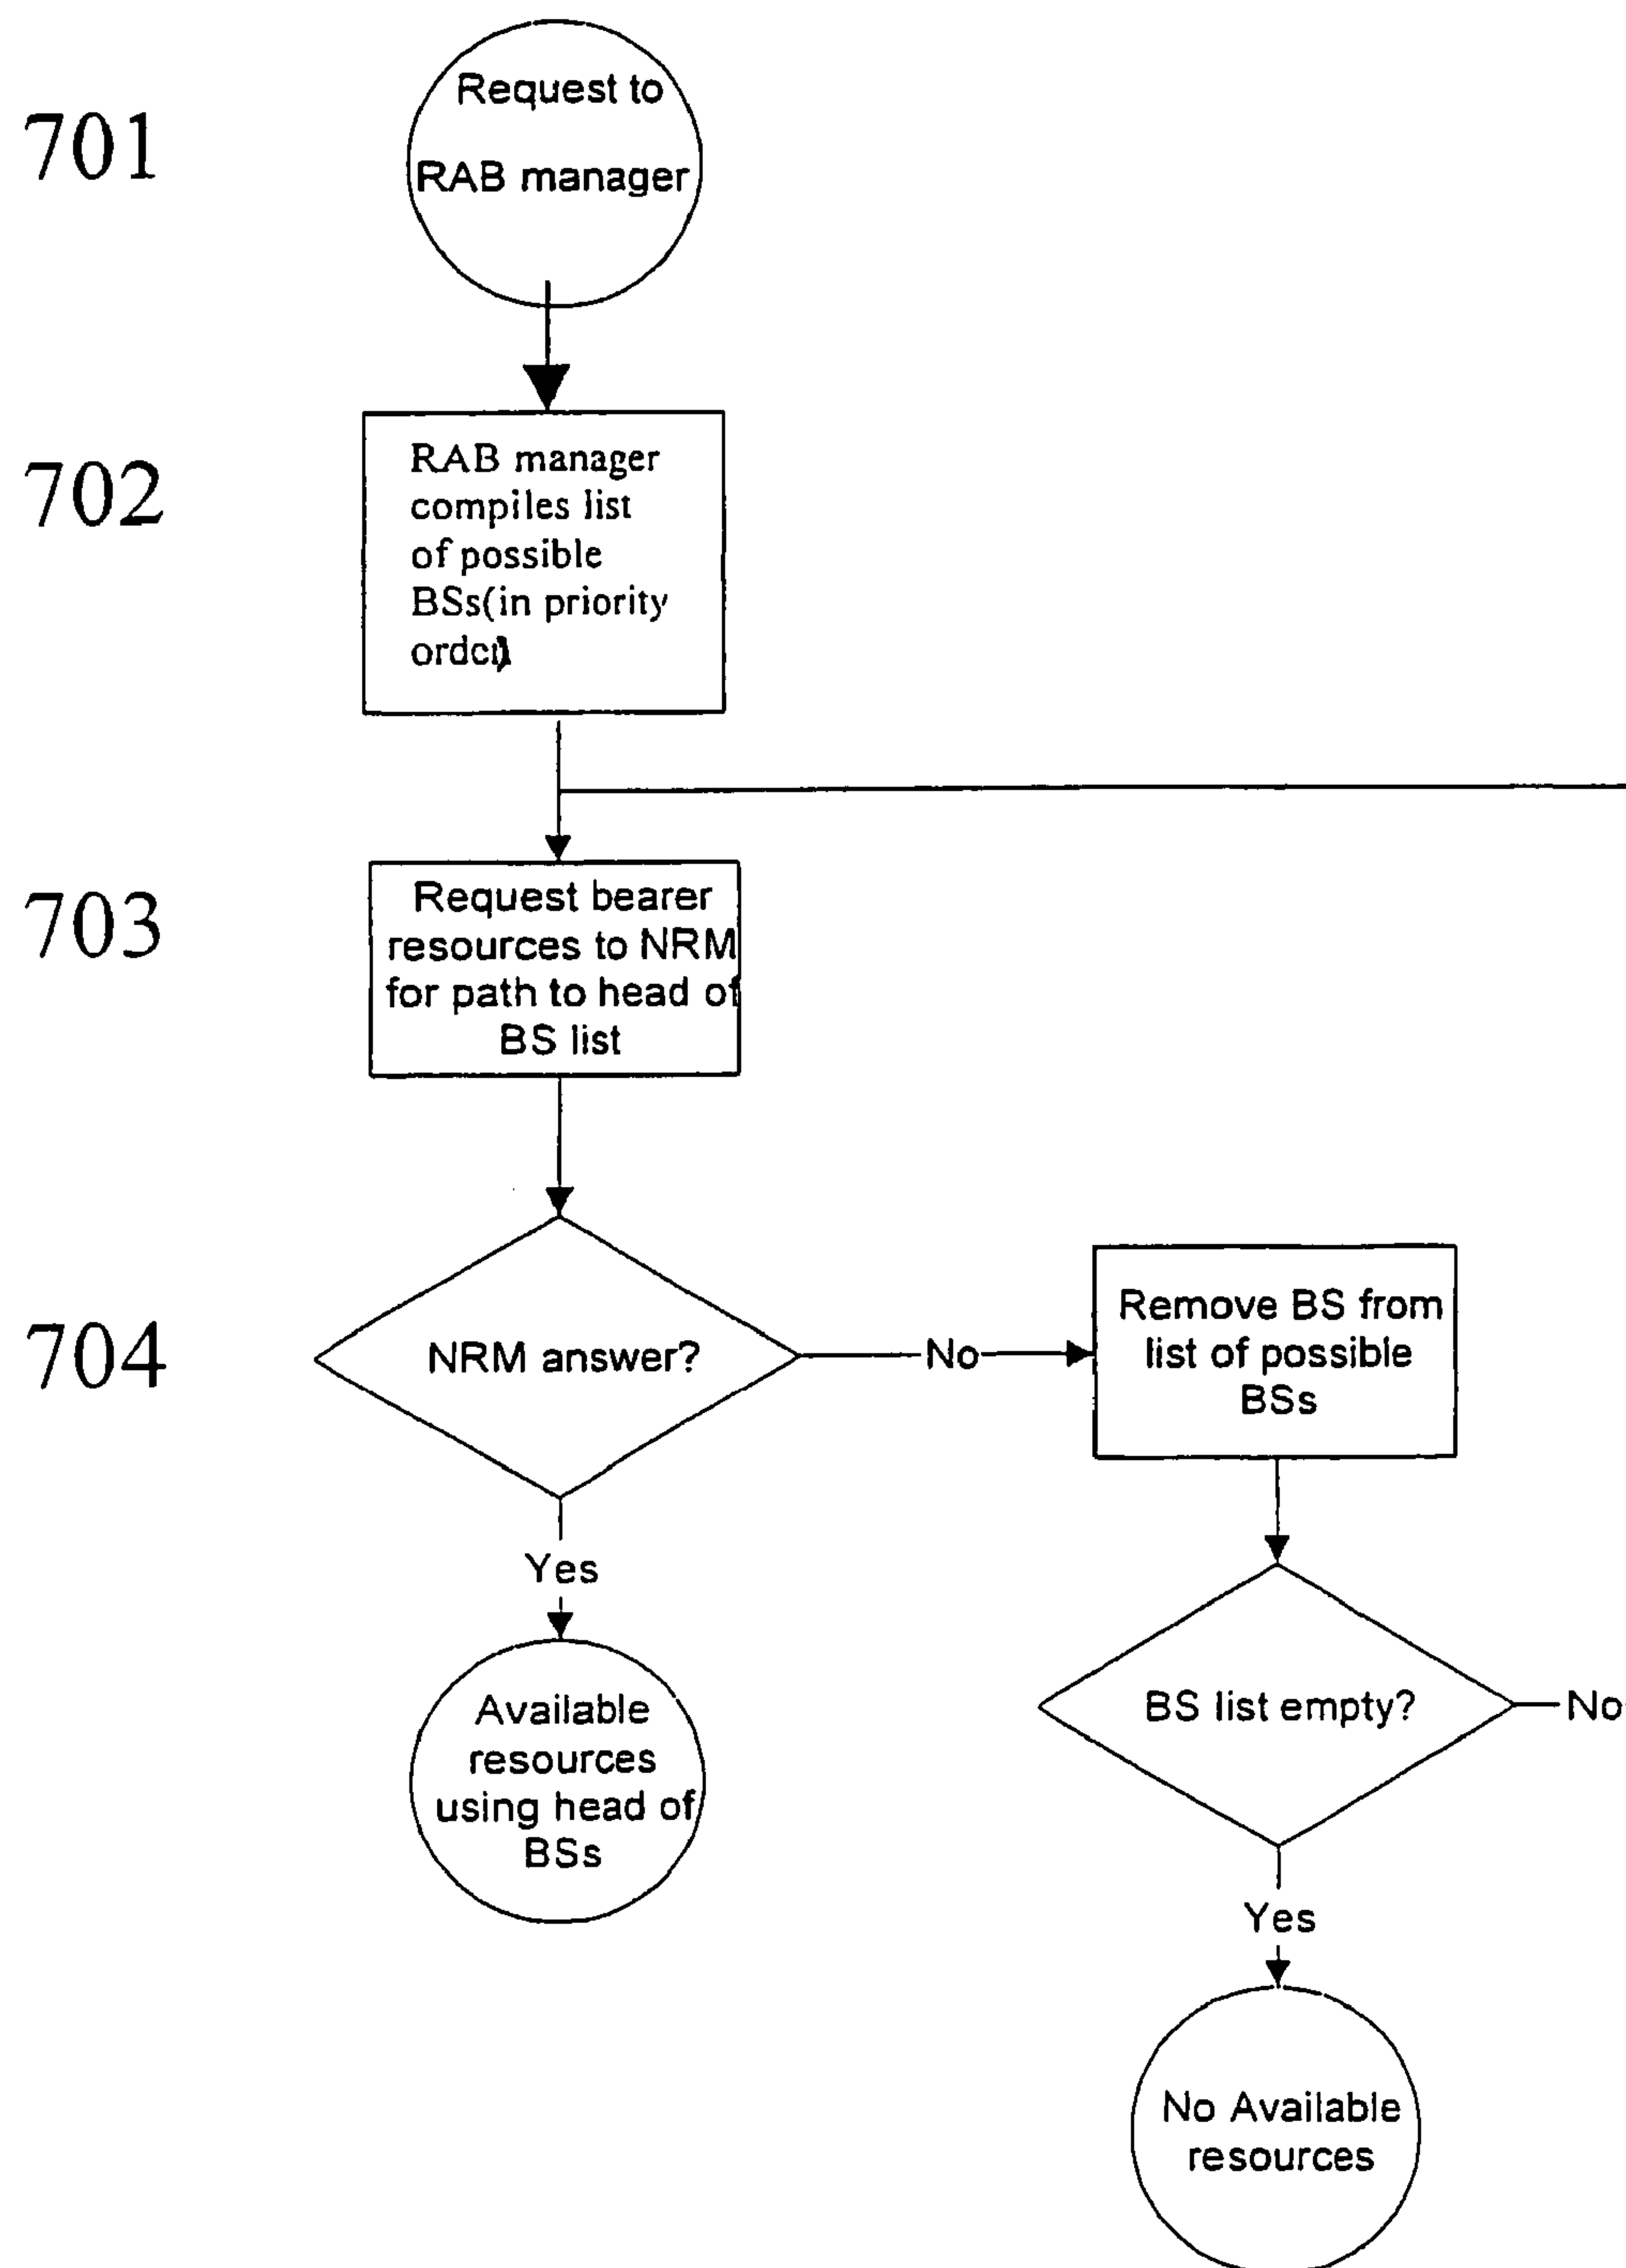 701
Request to
RAB manager
702
RAB manager
compiles list
of possible
BSs(in priority
order)
703
Request bearer
resources to NRM
for path to head of
BS list
704
NRM answer?
No
Remove BS from
list of possible
BSs
Yes
BS list empty?
No
Available
resources
using head of
BSs
Yes
No Available
resources